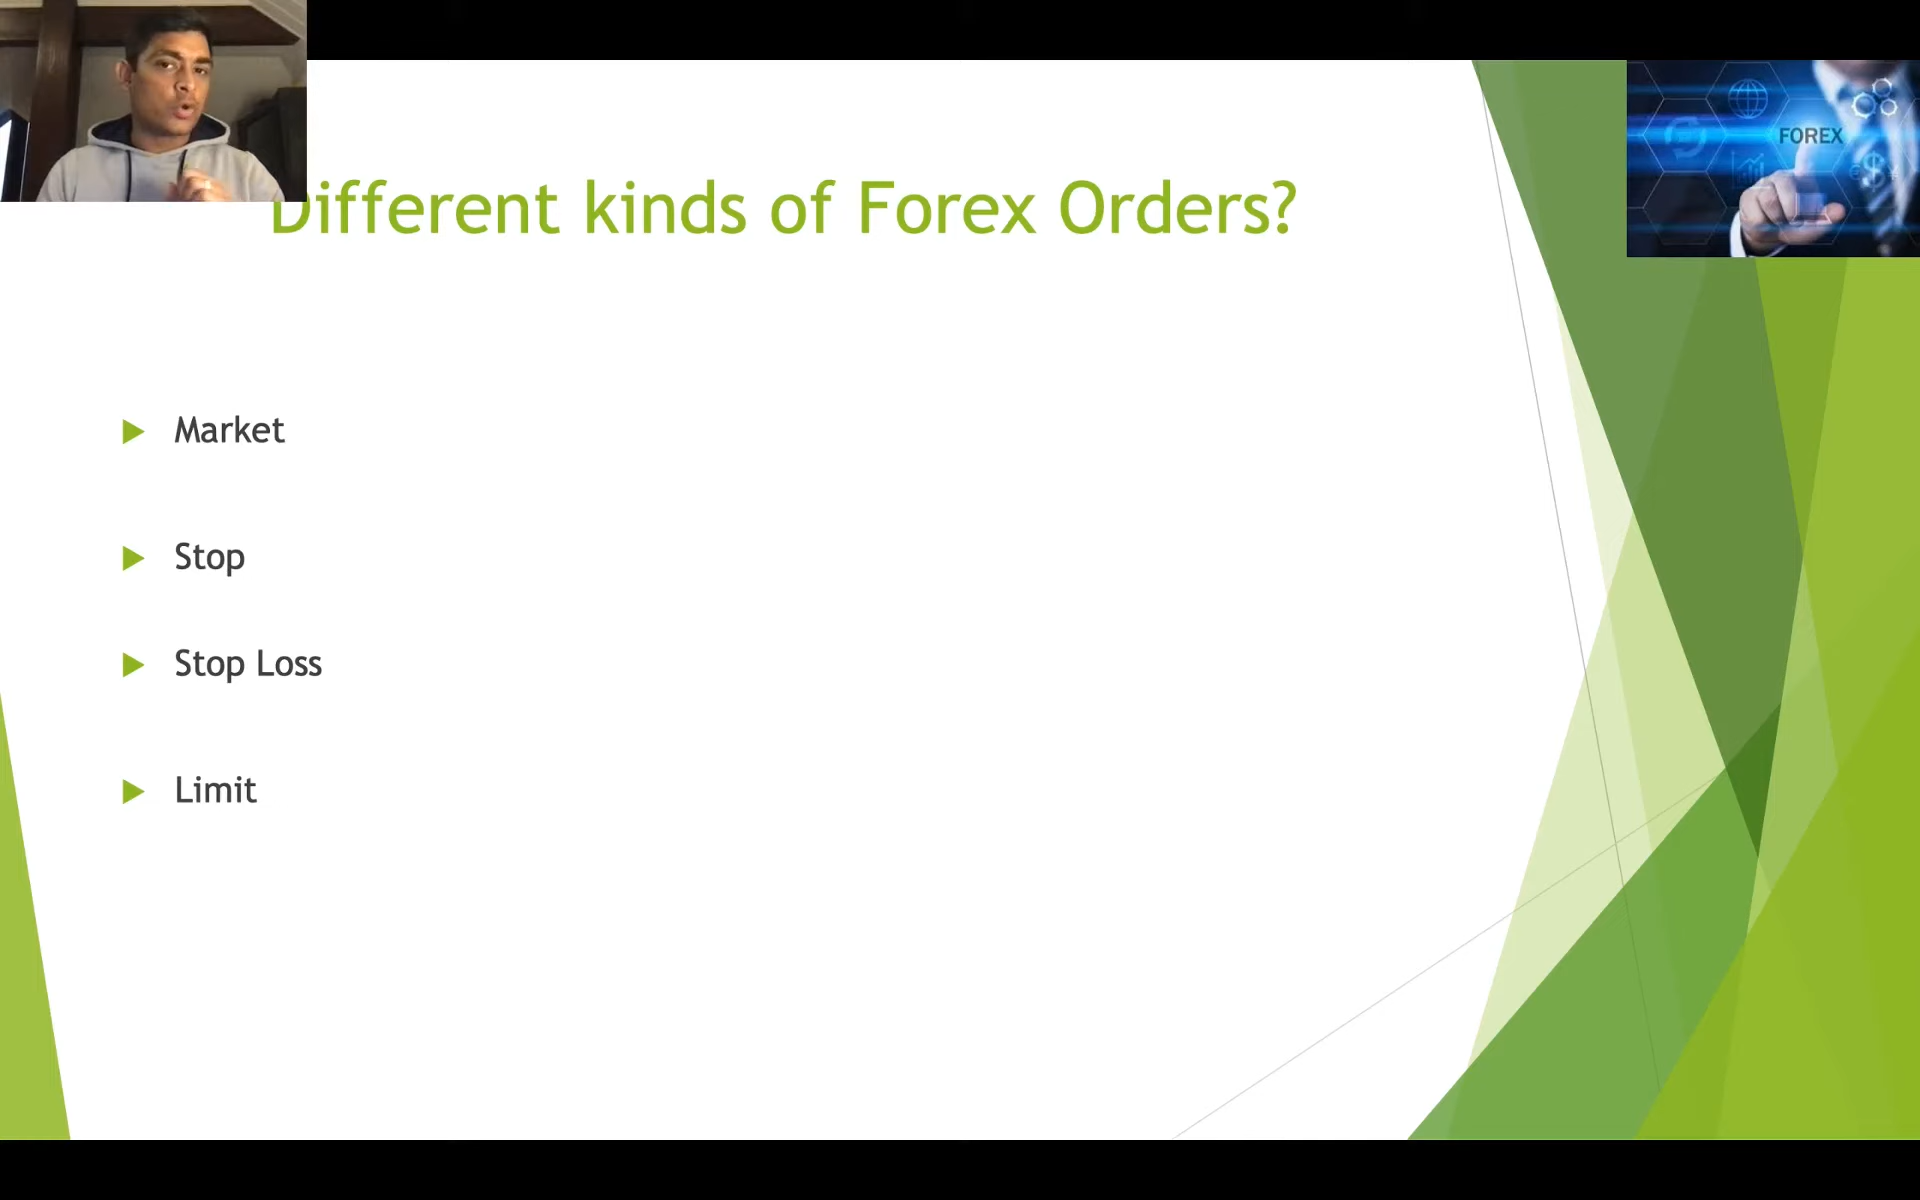 Different kinds of Forex Orders?
FOREX
Market
Stop
Stop Loss
Limit